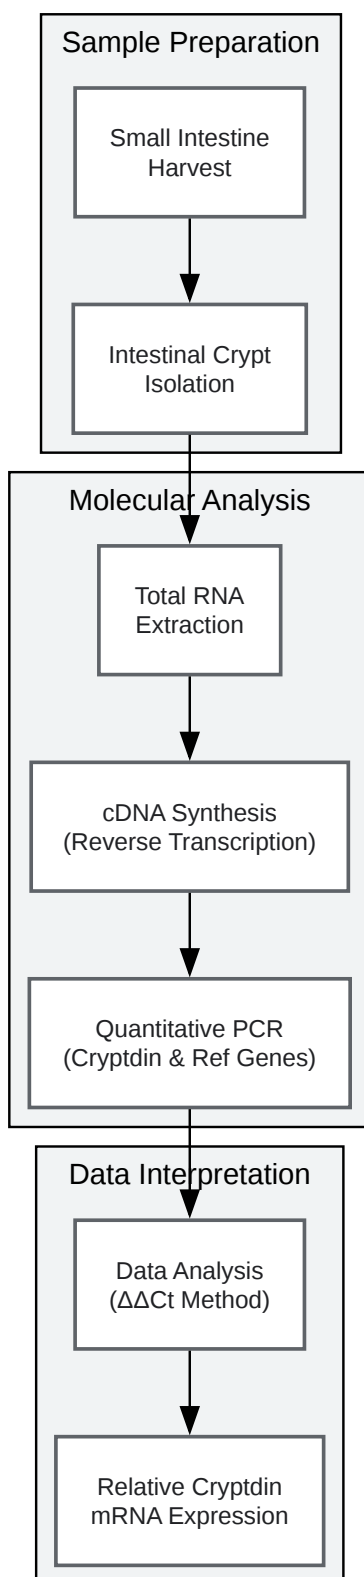 Sample Preparation
Small Intestine
Harvest
Intestinal Crypt
Isolation
Molecular Analysis
Total RNA
Extraction
cDNA Synthesis
(Reverse Transcription)
Quantitative PCR
(Cryptdin & Ref Genes)
Data Interpretation
Data Analysis
(ΔΔCt Method)
Relative Cryptdin
mRNA Expression